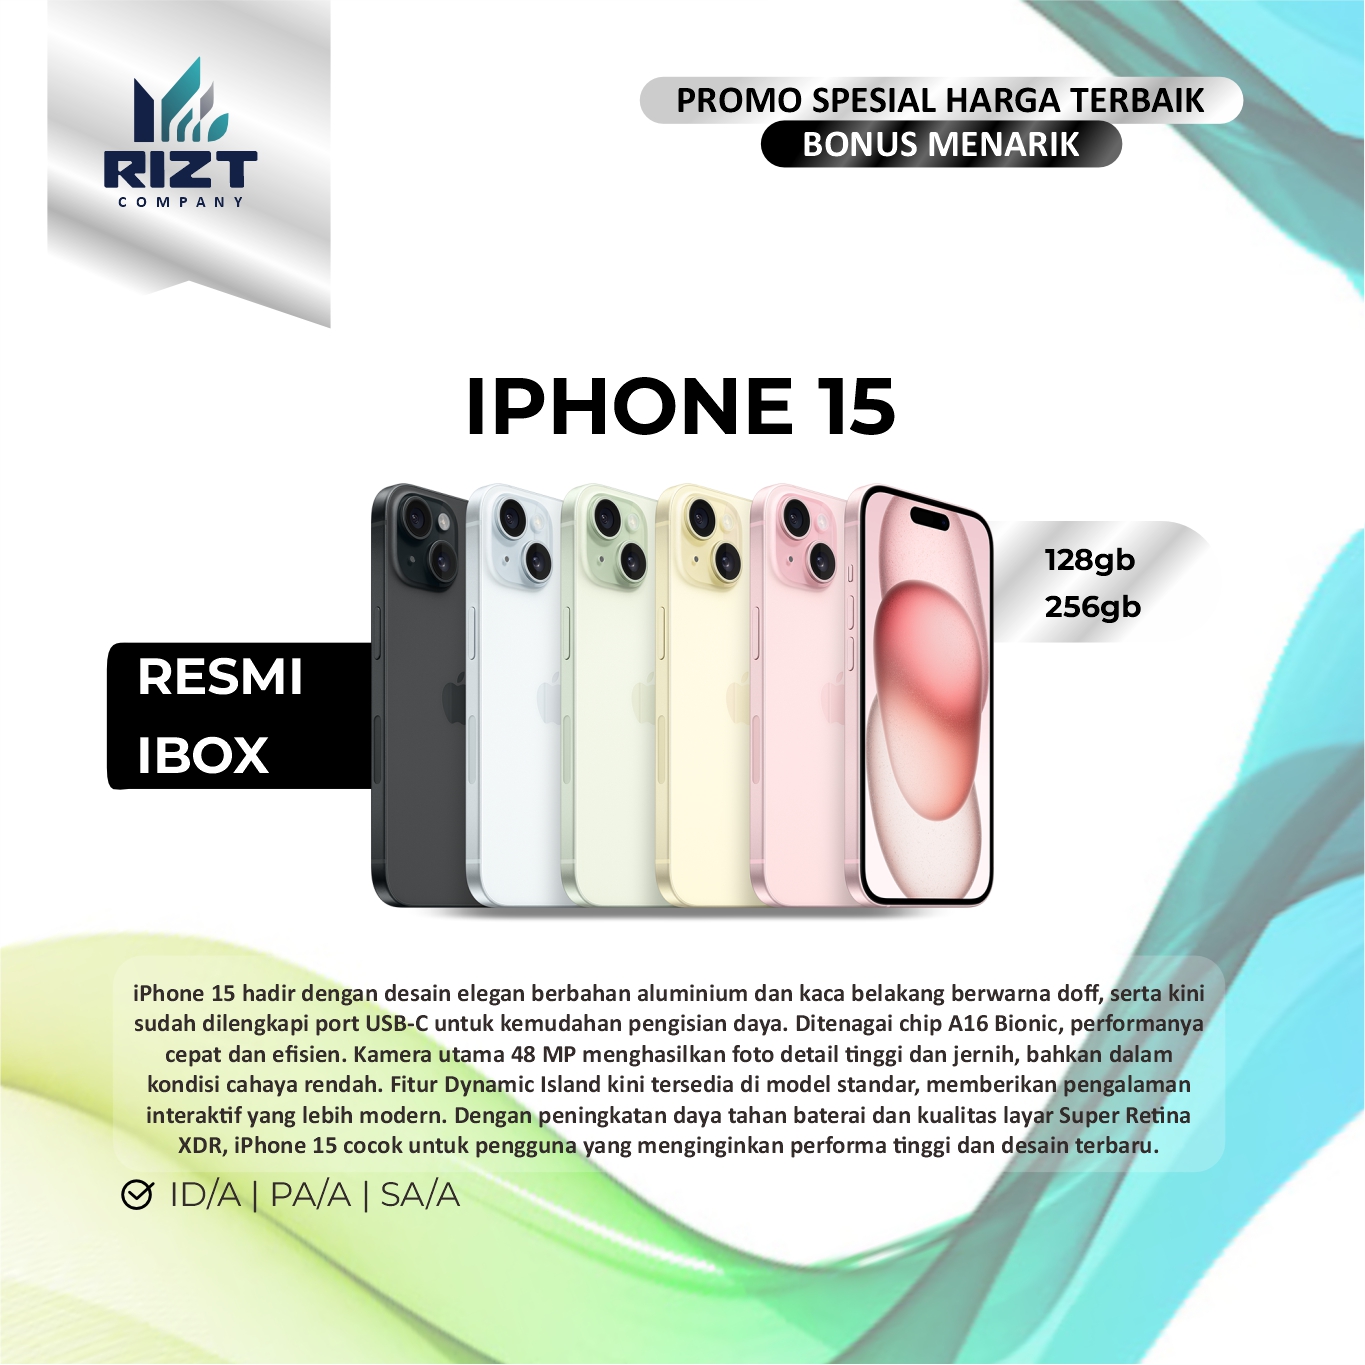 RIZT
COMPANY
PROMO SPESIAL HARGA TERBAIK
BONUS MENARIK
IPHONE 15
128gb
256gb
RESMI
IBOX
iPhone 15 hadir dengan desain elegan berbahan aluminium dan kaca belakang berwarna doff, serta kini
sudah dilengkapi port USB-C untuk kemudahan pengisian daya. Ditenagai chip A16 Bionic, performanya
cepat dan efisien. Kamera utama 48 MP menghasilkan foto detail tinggi dan jernih, bahkan dalam
kondisi cahaya rendah. Fitur Dynamic Island kini tersedia di model standar, memberikan pengalaman
interaktif yang lebih modern. Dengan peningkatan daya tahan baterai dan kualitas layar Super Retina
XDR, iPhone 15 cocok untuk pengguna yang menginginkan performa tinggi dan desain terbaru.
ID/A | PA/A | SA/A